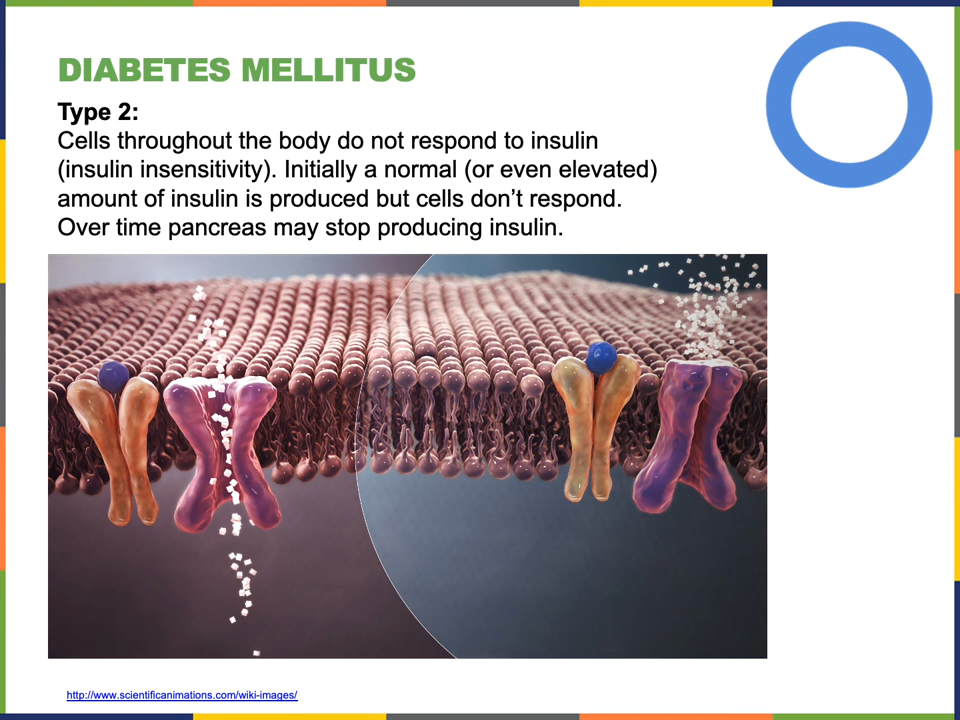 DIABETES MELLITUS
Type 2:
Cells throughout the body do not respond to insulin
(insulin insensitivity). Initially a normal (or even elevated)
amount of insulin is produced but cells don’t respond.
Over time pancreas may stop producing insulin.
http://www.scientificanimations.com/wiki-images/